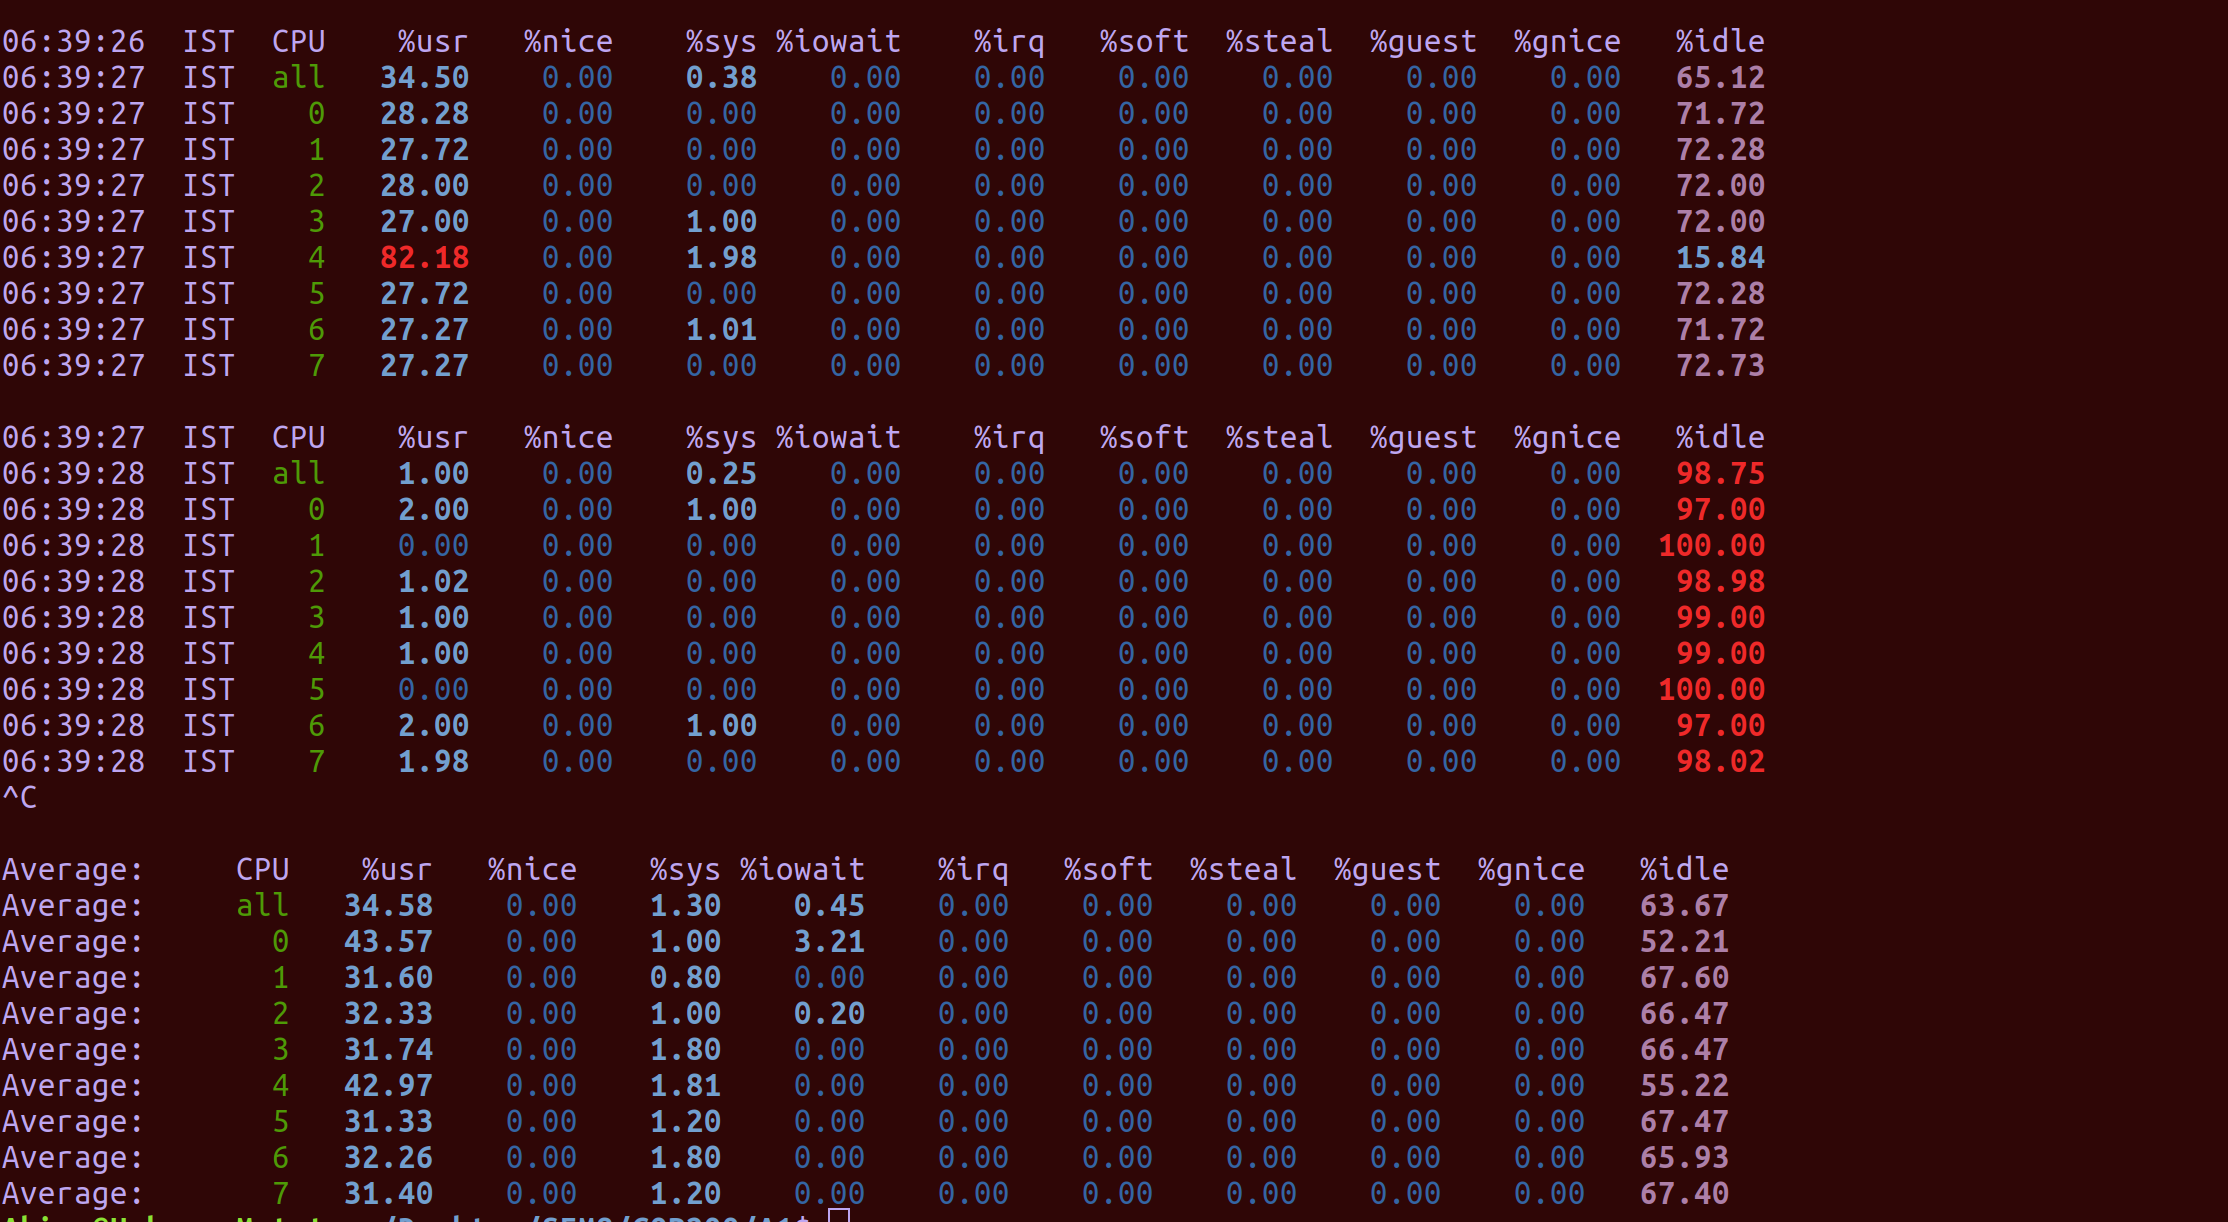 06:39:26 IST CPU %usr %nice %sys %iowait %irq %soft %steal %guest %gnice %idle
06:39:27 IST all 34.50 0.00 0.38 0.00 0.00 0.00 0.00 0.00 0.00 65.12
06:39:27 IST 0 28.28 0.00 0.00 0.00 0.00 0.00 0.00 0.00 0.00 71.72
06:39:27 IST 1 27.72 0.00 0.00 0.00 0.00 0.00 0.00 0.00 0.00 72.28
06:39:27 IST 2 28.00 0.00 0.00 0.00 0.00 0.00 0.00 0.00 0.00 72.00
06:39:27 IST 3 27.00 0.00 1.00 0.00 0.00 0.00 0.00 0.00 0.00 72.00
06:39:27 IST 4 82.18 0.00 1.98 0.00 0.00 0.00 0.00 0.00 0.00 15.84
06:39:27 IST 5 27.72 0.00 0.00 0.00 0.00 0.00 0.00 0.00 0.00 72.28
06:39:27 IST 6 27.27 0.00 1.01 0.00 0.00 0.00 0.00 0.00 0.00 71.72
06:39:27 IST 7 27.27 0.00 0.00 0.00 0.00 0.00 0.00 0.00 0.00 72.73
06:39:27 IST CPU %usr %nice %sys %iowait %irq %soft %steal %guest %gnice %idle
06:39:28 IST all 1.00 0.00 0.25 0.00 0.00 0.00 0.00 0.00 0.00 98.75
06:39:28 IST 0 2.00 0.00 1.00 0.00 0.00 0.00 0.00 0.00 0.00 97.00
06:39:28 IST 1 0.00 0.00 0.00 0.00 0.00 0.00 0.00 0.00 0.00 100.00
06:39:28 IST 2 1.02 0.00 0.00 0.00 0.00 0.00 0.00 0.00 0.00 98.98
06:39:28 IST 3 1.00 0.00 0.00 0.00 0.00 0.00 0.00 0.00 0.00 99.00
06:39:28 IST 4 1.00 0.00 0.00 0.00 0.00 0.00 0.00 0.00 0.00 99.00
06:39:28 IST 5 0.00 0.00 0.00 0.00 0.00 0.00 0.00 0.00 0.00 100.00
06:39:28 IST 6 2.00 0.00 1.00 0.00 0.00 0.00 0.00 0.00 0.00 97.00
06:39:28 IST 7 1.98 0.00 0.00 0.00 0.00 0.00 0.00 0.00 0.00 98.02
^C
Average: CPU %usr %nice %sys %iowait %irq %soft %steal %guest %gnice %idle
Average: all 34.58 0.00 1.30 0.45 0.00 0.00 0.00 0.00 0.00 63.67
Average: 0 43.57 0.00 1.00 3.21 0.00 0.00 0.00 0.00 0.00 52.21
Average: 1 31.60 0.00 0.80 0.00 0.00 0.00 0.00 0.00 0.00 67.60
Average: 2 32.33 0.00 1.00 0.20 0.00 0.00 0.00 0.00 0.00 66.47
Average: 3 31.74 0.00 1.80 0.00 0.00 0.00 0.00 0.00 0.00 66.47
Average: 4 42.97 0.00 1.81 0.00 0.00 0.00 0.00 0.00 0.00 55.22
Average: 5 31.33 0.00 1.20 0.00 0.00 0.00 0.00 0.00 0.00 67.47
Average: 6 32.26 0.00 1.80 0.00 0.00 0.00 0.00 0.00 0.00 65.93
Average: 7 31.40 0.00 1.20 0.00 0.00 0.00 0.00 0.00 0.00 67.40